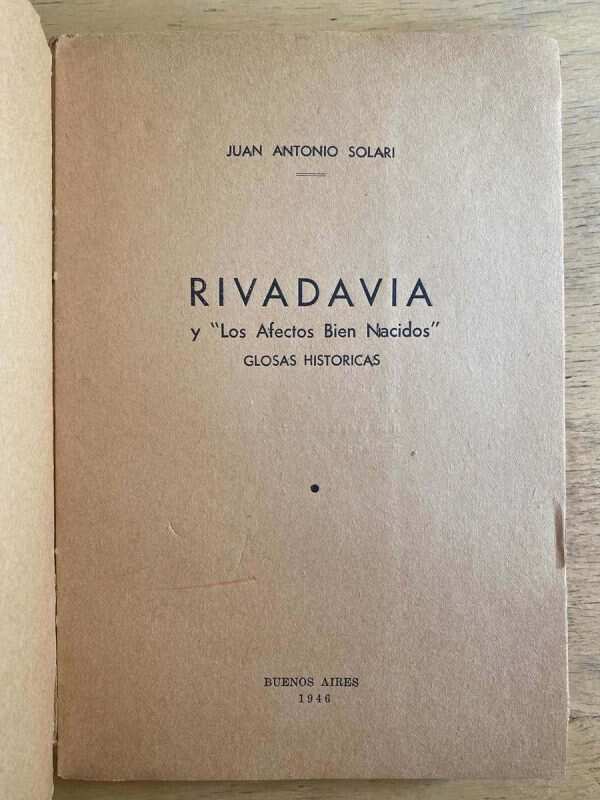 JUAN ANTONIO SOLARI
RIVADAVIA
y "Los Afectos Bien Nacidos"
GLOSAS HISTORICAS
BUENOS AIRES
1946